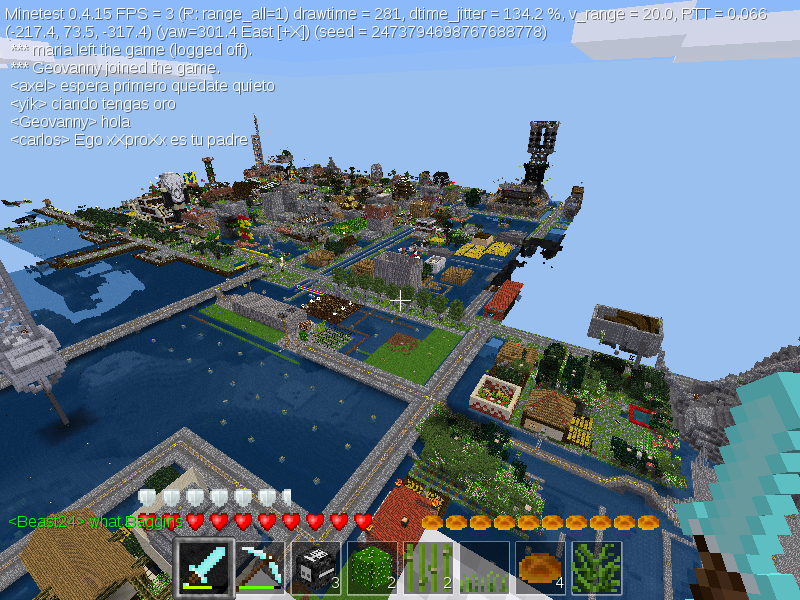 Minetest 0.4.15 FPS = 3 (R: range_all=1) drawtime = 281, dtime_jitter = 134.2 %, v_range = 20.0, RTT = 0.066
(-217.4, 73.5, -317.4) (yaw=301.4 East [+X]) (seed = 2473794698767688778)
*** maria left the game (logged off).
*** Geovanny joined the game.
<axel> espera primero quedate quieto
<yik> ciando tengas oro
<Geovanny> hola
<carlos> Ego xXproXx es tu padre
<Beast24> what Baggins
3
2
2
4